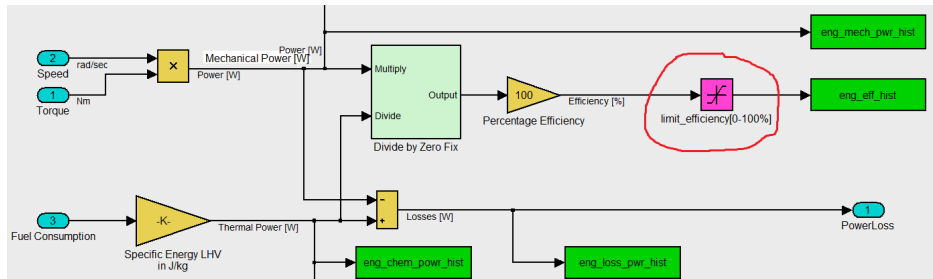 Power [W]
eng_mech_pwr_hist
2
Speed
rad/sec
×
Mechanical Power [W]
Power [W]
1
Torque
Nm
Multiply
Output
Divide
Divide by Zero Fix
100
Efficiency [%]
Percentage Efficiency
limit_efficiency[0-100%]
eng_eff_hist
3
Fuel Consumption
-K-
Thermal Power [W]
Specific Energy LHV
in J/kg
−
+
Losses [W]
1
PowerLoss
eng_chem_powr_hist
eng_loss_pwr_hist